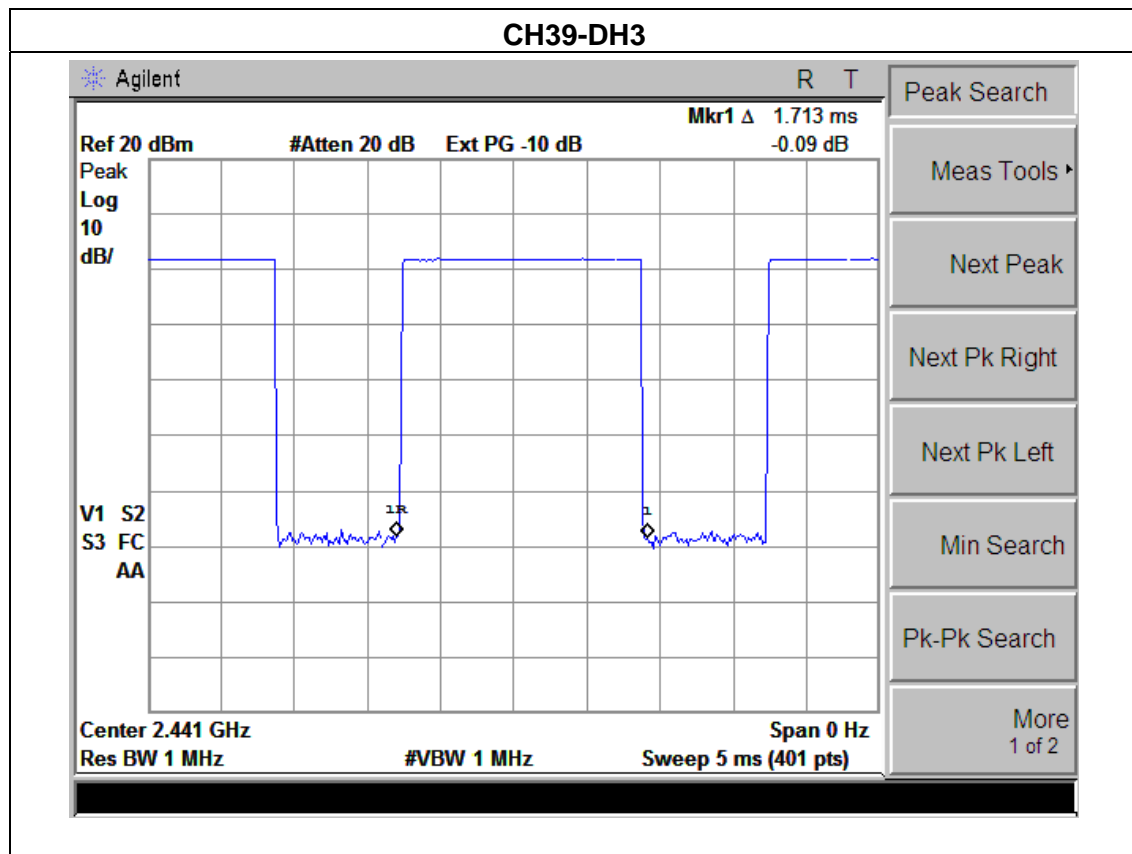 CH39-DH3
Agilent
R T
Peak Search
Mkr1 Δ 1.713 ms
Ref 20 dBm #Atten 20 dB Ext PG -10 dB -0.09 dB
Peak
Log
10
dB/
Meas Tools
Next Peak
Next Pk Right
Next Pk Left
1R
1
V1 S2
S3 FC
AA
Min Search
Pk-Pk Search
More
1 of 2
Center 2.441 GHz Span 0 Hz
Res BW 1 MHz #VBW 1 MHz Sweep 5 ms (401 pts)